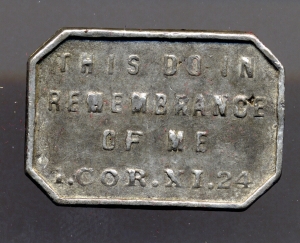 THIS DO IN
REMEMBRANCE
OF ME
1.COR.XI.24